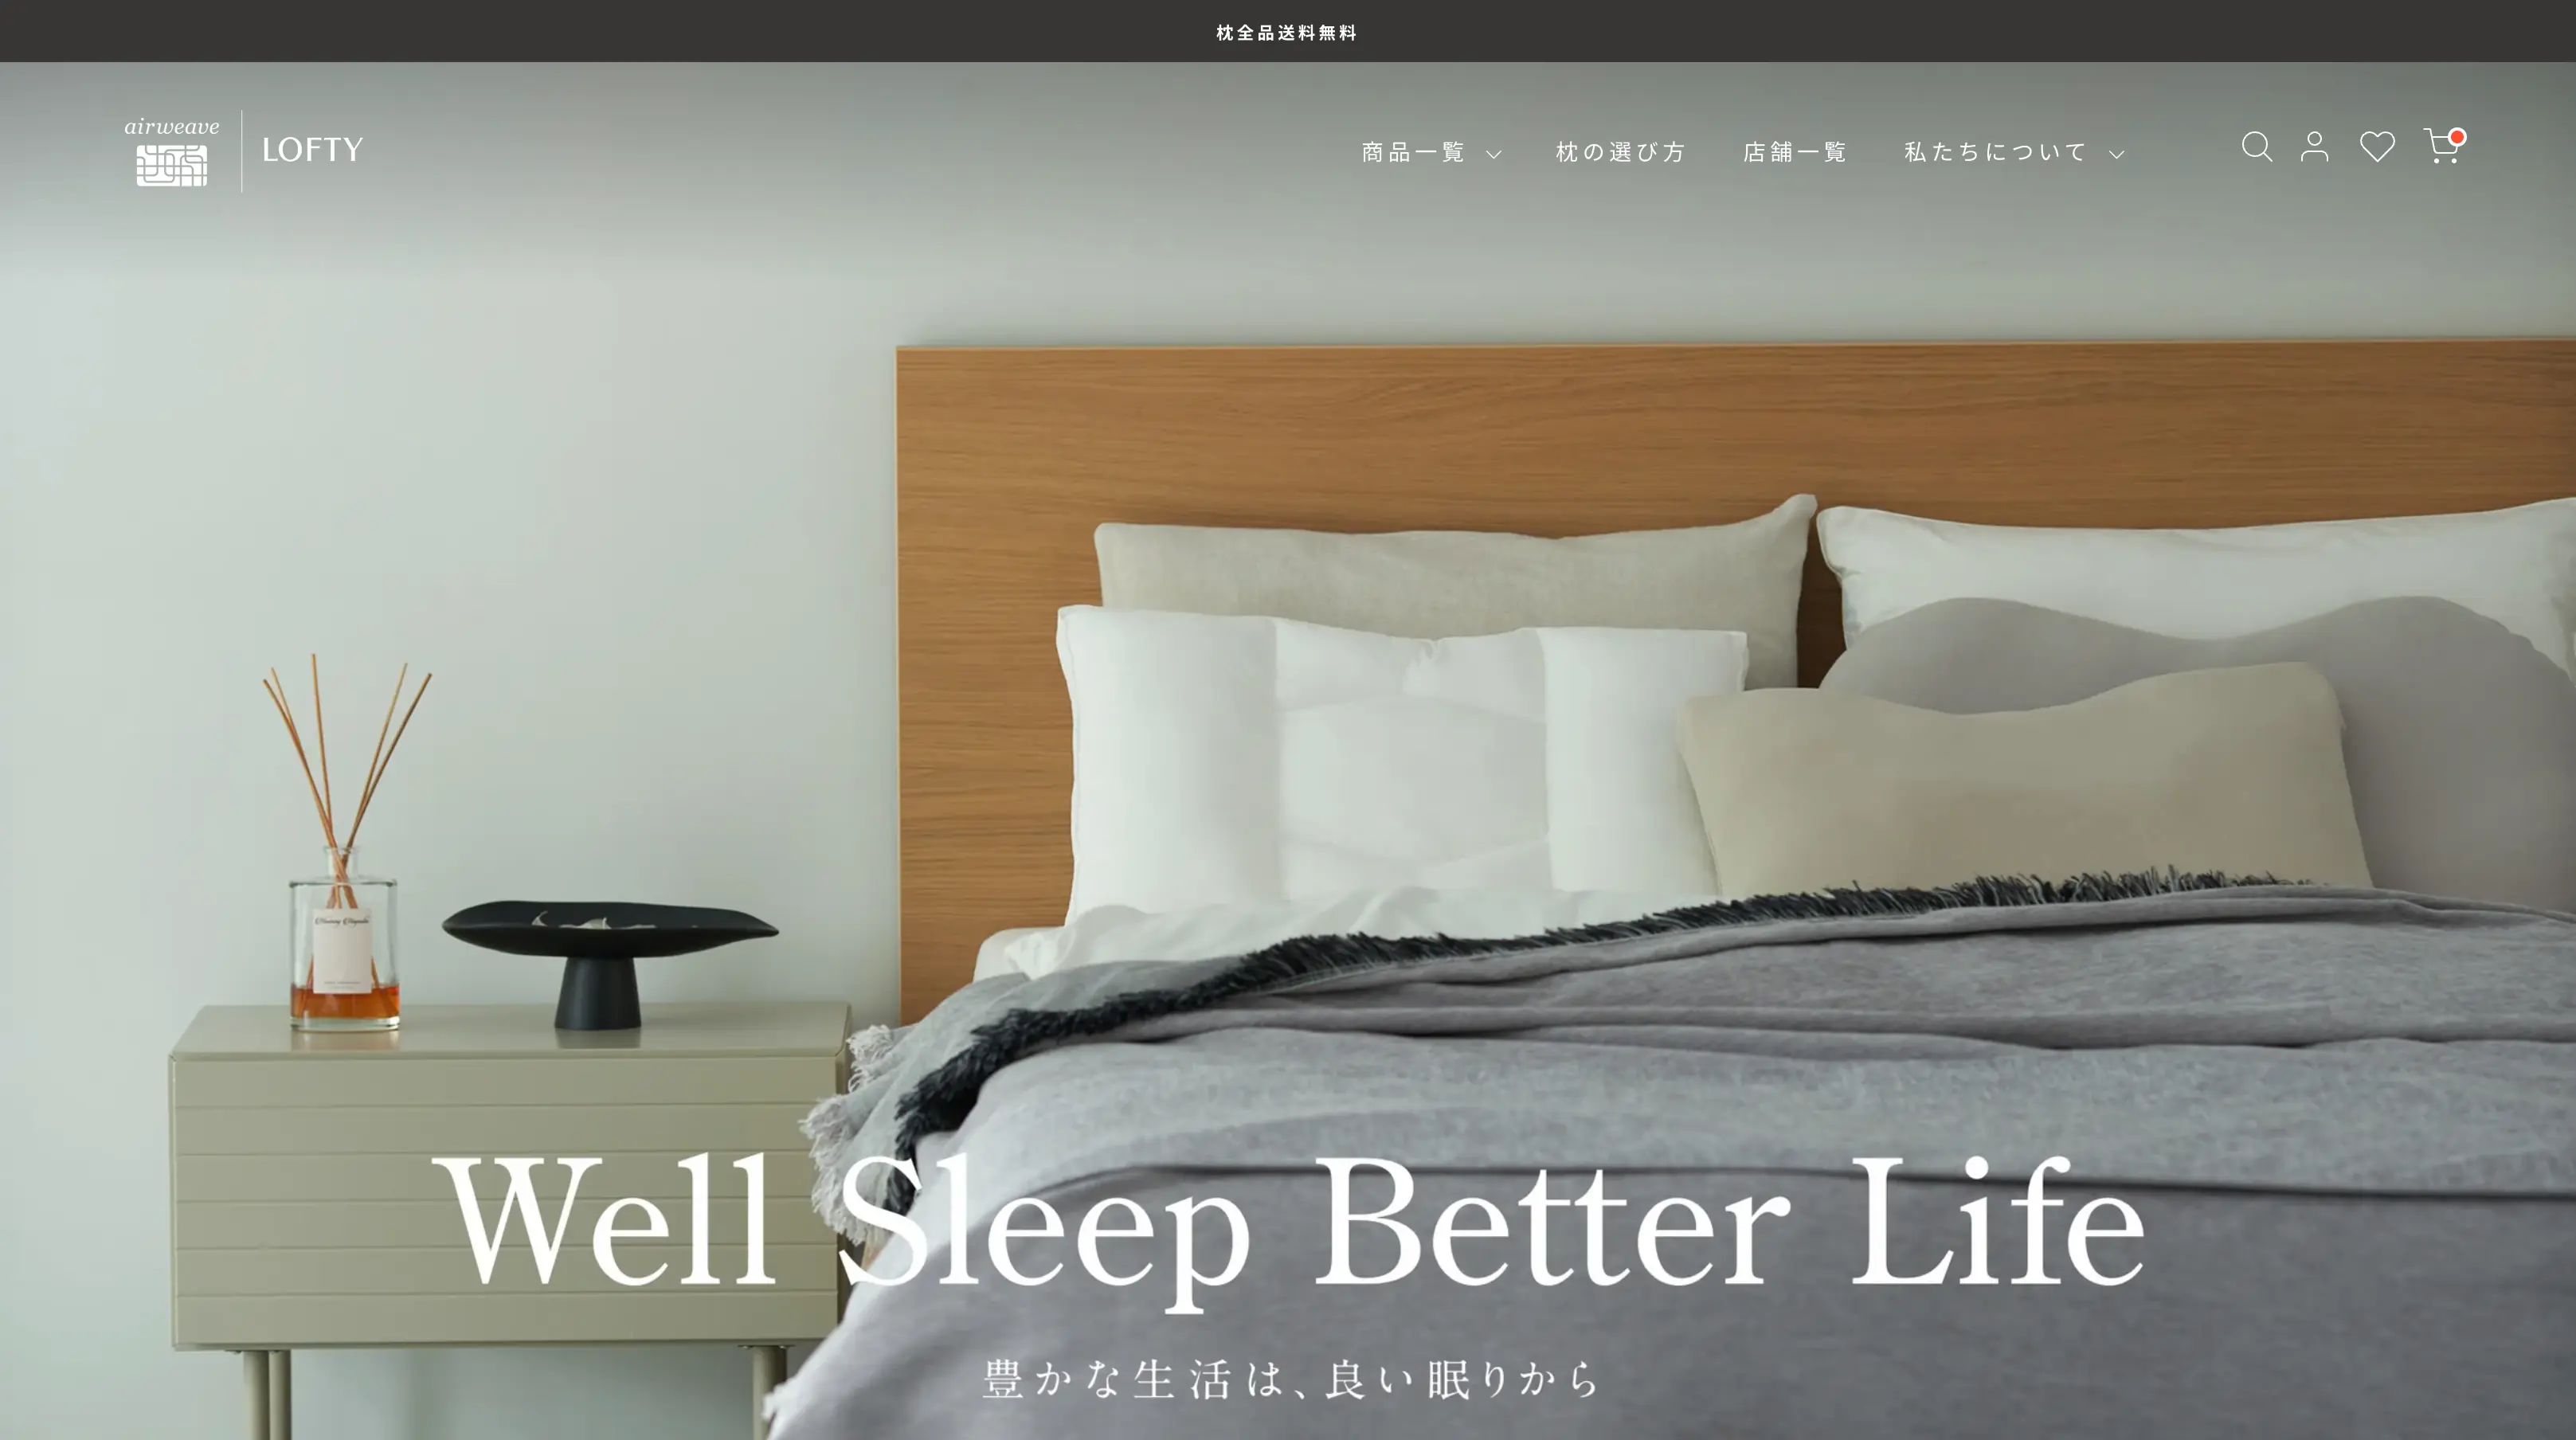 枕全品送料無料
airweave
LOFTY
商品一覧
枕の選び方
店舗一覧
私たちについて
Well Sleep Better Life
豊かな生活は、良い眠りから